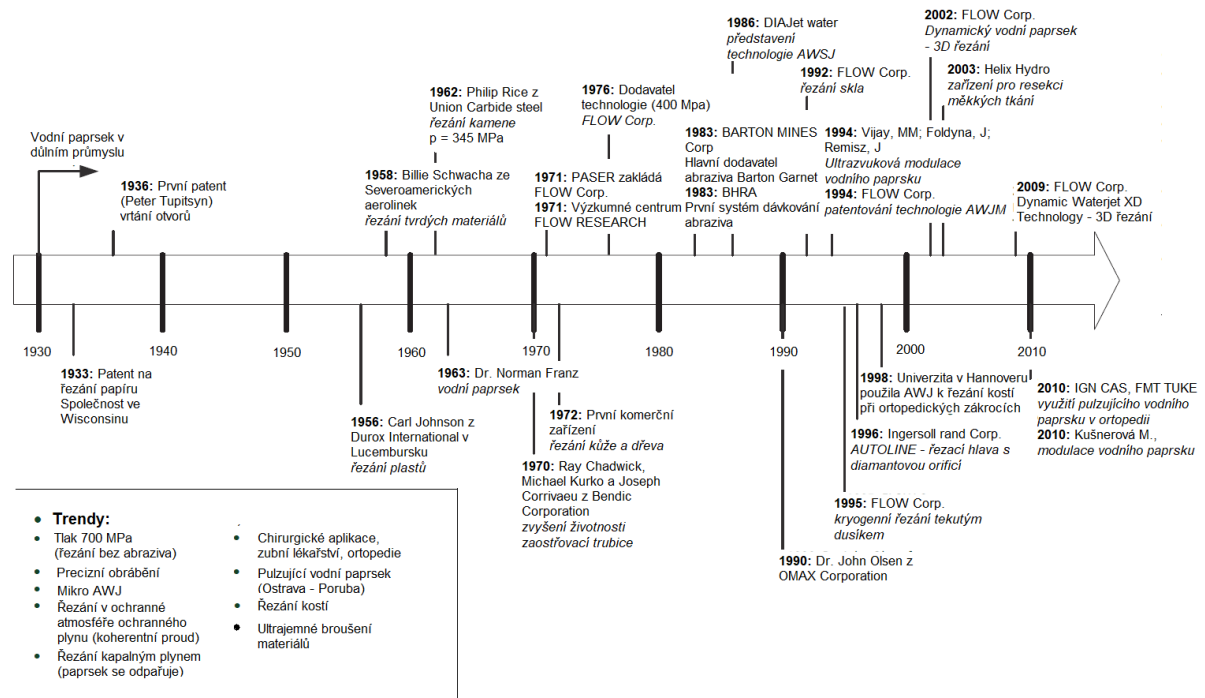 1986: DIAJet water
představení
technologie AWSJ
2002: FLOW Corp.
Dynamický vodní paprsek
- 3D řezání
1992: FLOW Corp.
řezání skla
2003: Helix Hydro
zařízení pro resekci
měkkých tkání
1962: Philip Rice z
Union Carbide steel
řezání kamene
p = 345 MPa
1976: Dodavatel
technologie (400 Mpa)
FLOW Corp.
1983: BARTON MINES
Corp
Hlavní dodavatel
abraziva Barton Garnet
1983: BHRA
První systém dávkování
abraziva
1994: Vijay, MM; Foldyna, J;
Remisz, J
Ultrazvuková modulace
vodního paprsku
1994: FLOW Corp.
patentování technologie AWJM
Vodní paprsek v
důlním průmyslu
1936: První patent
(Peter Tupitsyn)
vrtání otvorů
1958: Billie Schwacha ze
Severoamerických
aerolinek
řezání tvrdých materiálů
1971: PASER zakládá
FLOW Corp.
1971: Výzkumné centrum
FLOW RESEARCH
2009: FLOW Corp.
Dynamic Waterjet XD
Technology - 3D řezání
1930
1940
1950
1960
1970
1980
1990
2000
2010
1933: Patent na
řezání papíru
Společnost ve
Wisconsinu
1956: Carl Johnson z
Durox International v
Lucembursku
řezání plastů
1963: Dr. Norman Franz
vodní paprsek
1972: První komerční
zařízení
řezání kůže a dřeva
1970: Ray Chadwick,
Michael Kurko a Joseph
Corrivaeu z Bendic
Corporation
zvýšení životnosti
zaostřovací trubice
1998: Univerzita v Hannoveru
použila AWJ k řezání kostí
při ortopedických zákrocích
1996: Ingersoll rand Corp.
AUTOLINE - řezací hlava s
diamantovou orificí
1995: FLOW Corp.
kryogenní řezání tekutým
dusíkem
1990: Dr. John Olsen z
OMAX Corporation
2010: IGN CAS, FMT TUKE
využití pulzujícího vodního
paprsku v ortopedii
2010: Kušnerová M.,
modulace vodního paprsku
• Trendy:
• Tlak 700 MPa
(řezání bez abraziva)
• Precizní obrábění
• Mikro AWJ
• Řezání v ochranné
atmosféře ochranného
plynu (koherentní proud)
• Řezání kapalným plynem
(paprsek se odpařuje)
• Chirurgické aplikace,
zubní lékařství, ortopedie
• Pulzující vodní paprsek
(Ostrava - Poruba)
• Řezání kostí
• Ultrajemné broušení
materiálů